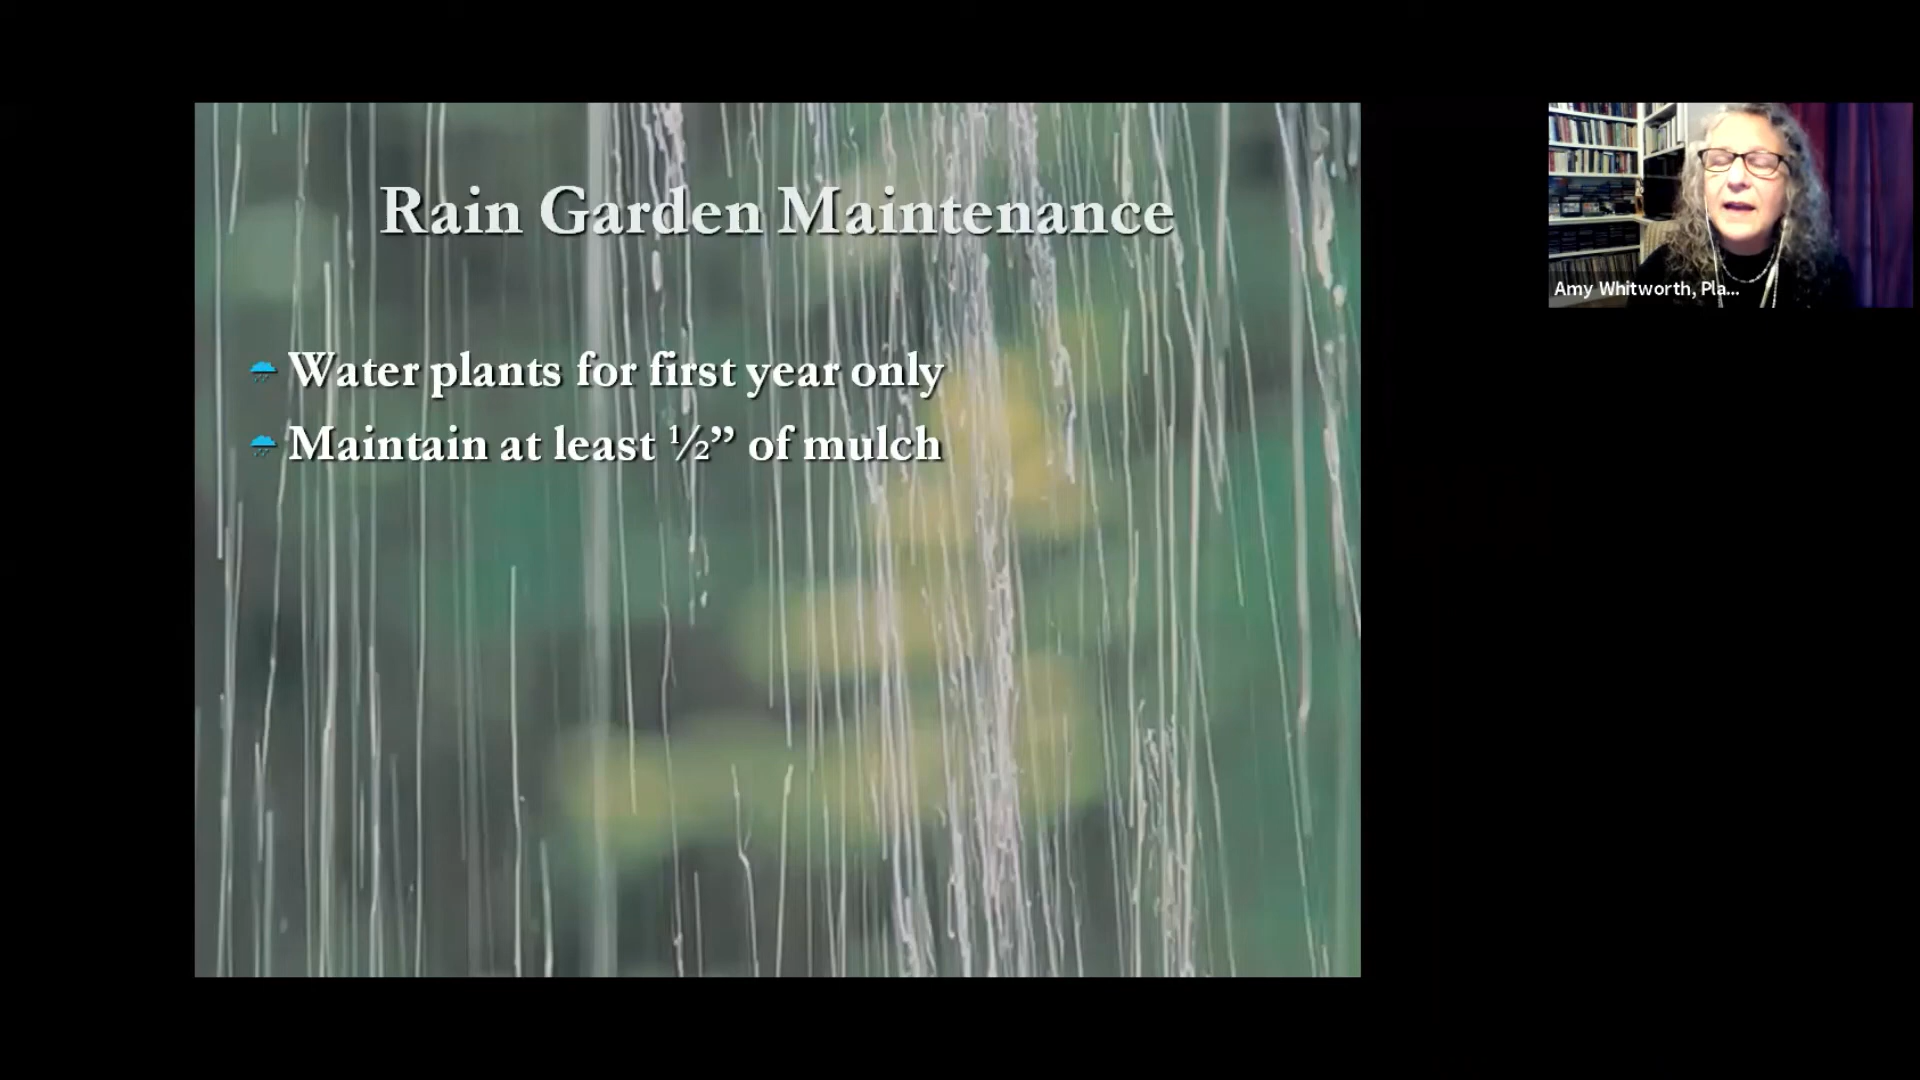 Rain Garden Maintenance
Water plants for first year only
Maintain at least ½” of mulch
Amy Whitworth, Pla...